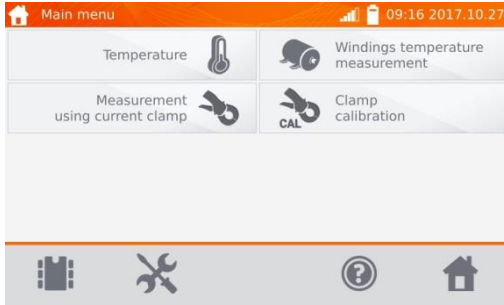 Main menu
09:16 2017.10.27
Temperature
Windings temperature
measurement
Measurement
using current clamp
CAL
Clamp
calibration
?